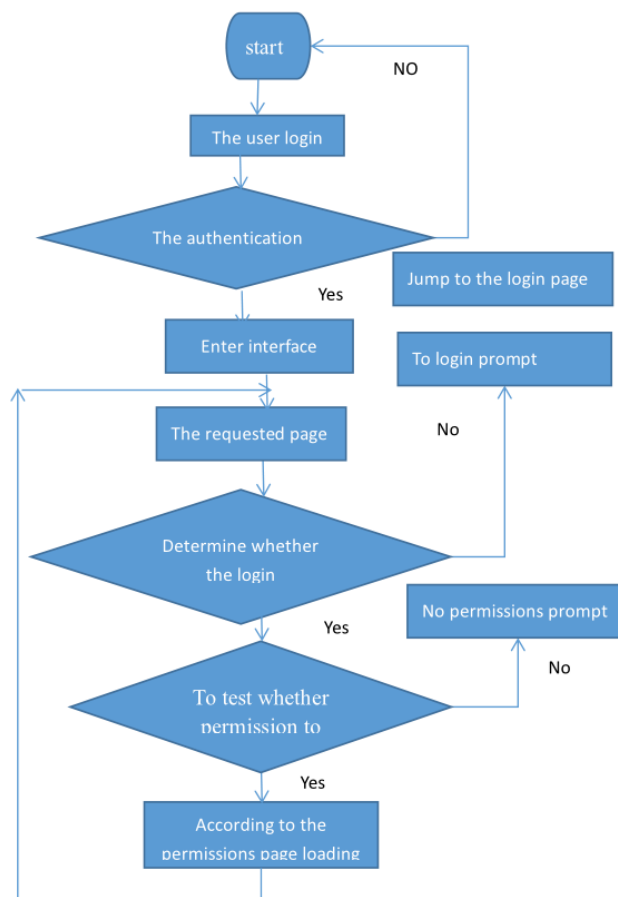 start
NO
The user login
The authentication
Jump to the login page
Yes
Enter interface
To login prompt
No
The requested page
Determine whether
the login
No permissions prompt
Yes
No
To test whether
permission to
Yes
According to the
permissions page loading